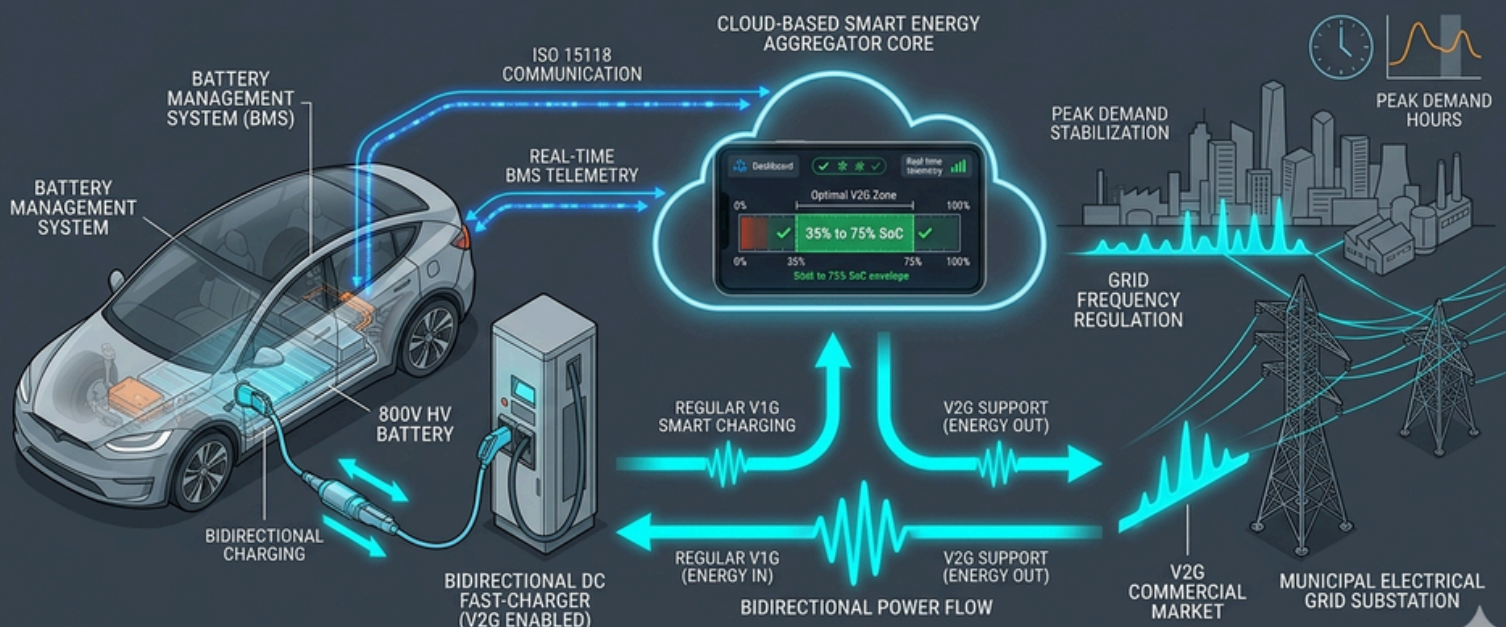 CLOUD-BASED SMART ENERGY
AGGREGATOR CORE
ISO 15118
COMMUNICATION
BATTERY
MANAGEMENT
SYSTEM (BMS)
PEAK DEMAND
HOURS
PEAK DEMAND
STABILIZATION
REAL-TIME
BMS TELEMETRY
BATTERY
MANAGEMENT
SYSTEM
Dashboard
Real time
telemetry
Optimal V2G Zone
0% 100%
35% to 75% SoC
0% 35% 75% 100%
to 75% SoC envelope
GRID
FREQUENCY
REGULATION
800V HV
BATTERY
REGULAR V1G
SMART CHARGING
V2G SUPPORT
(ENERGY OUT)
BIDIRECTIONAL
CHARGING
REGULAR V1G
(ENERGY IN)
V2G SUPPORT
(ENERGY OUT)
BIDIRECTIONAL POWER FLOW
BIDIRECTIONAL DC
FAST-CHARGER
(V2G ENABLED)
V2G
COMMERCIAL
MARKET
MUNICIPAL ELECTRICAL
GRID SUBSTATION